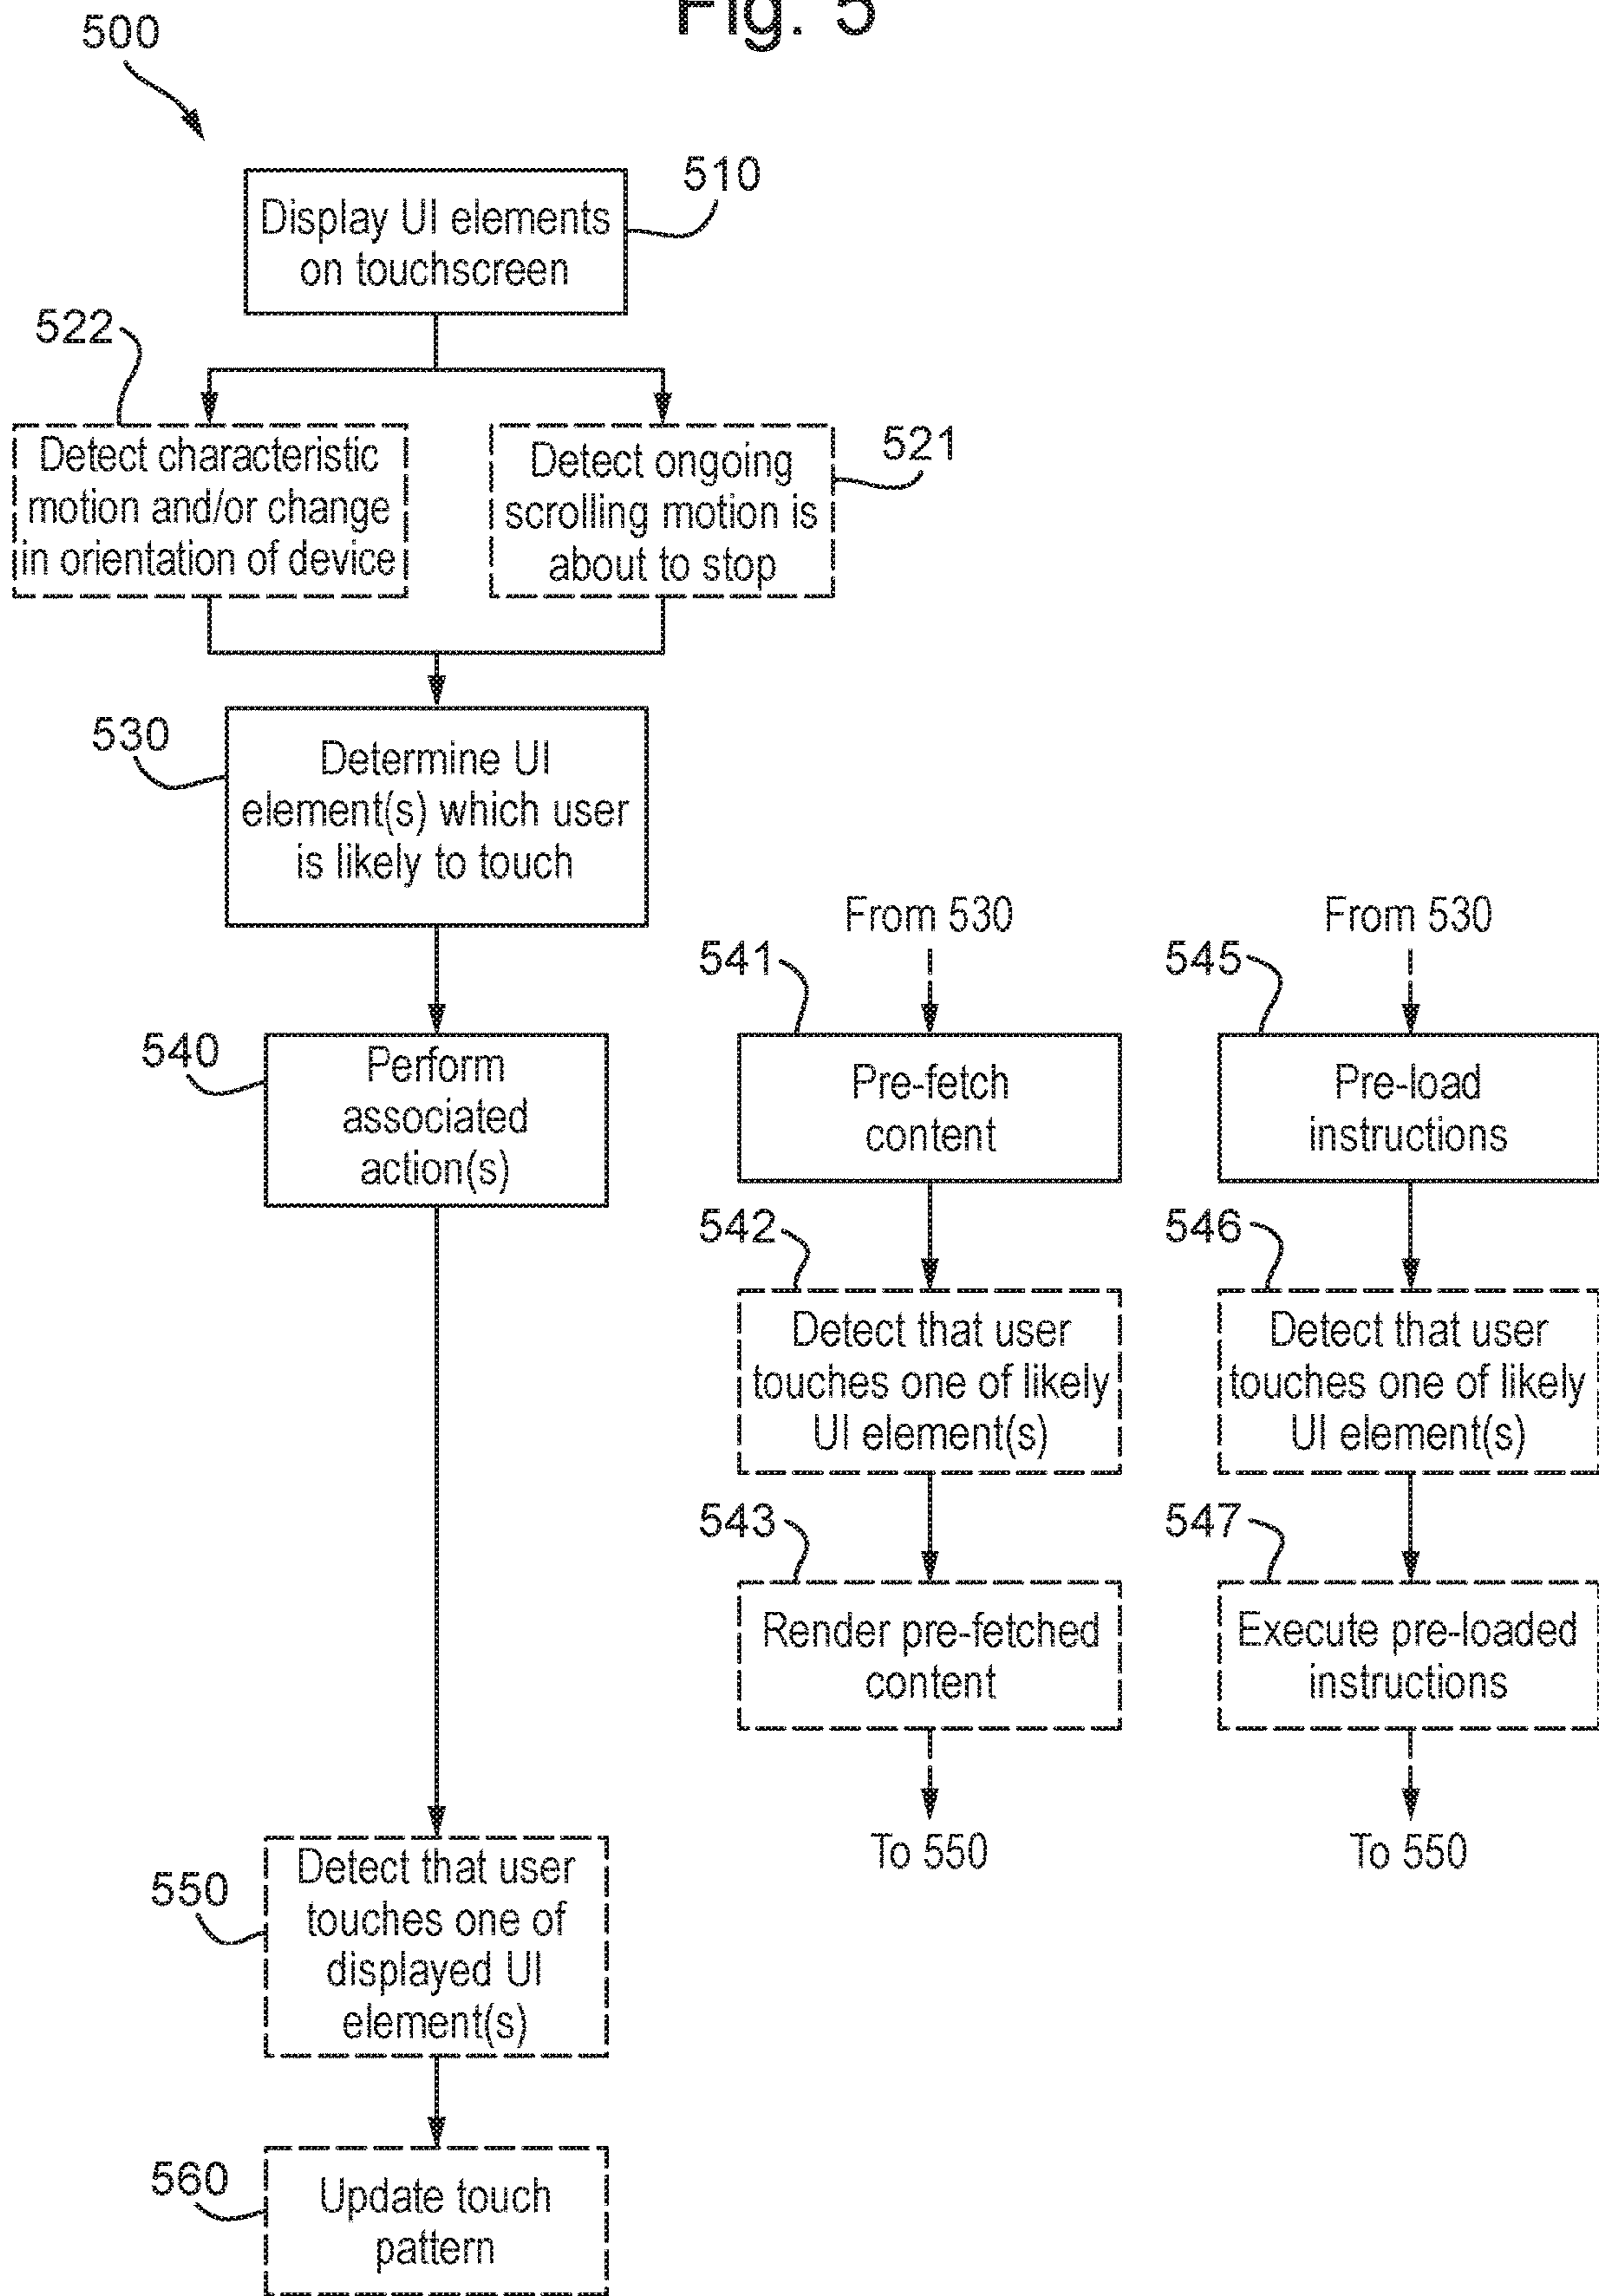 Fig. 5
500
510
Display UI elements
on touchscreen
522
Detect characteristic
motion and/or change
in orientation of device
521
Detect ongoing
scrolling motion is
about to stop
530
Determine UI
element(s) which user
is likely to touch
540
Perform
associated
action(s)
From 530
541
Pre-fetch
content
542
Detect that user
touches one of likely
UI element(s)
543
Render pre-fetched
content
To 550
From 530
545
Pre-load
instructions
546
Detect that user
touches one of likely
UI element(s)
547
Execute pre-loaded
instructions
To 550
550
Detect that user
touches one of
displayed UI
element(s)
560
Update touch
pattern